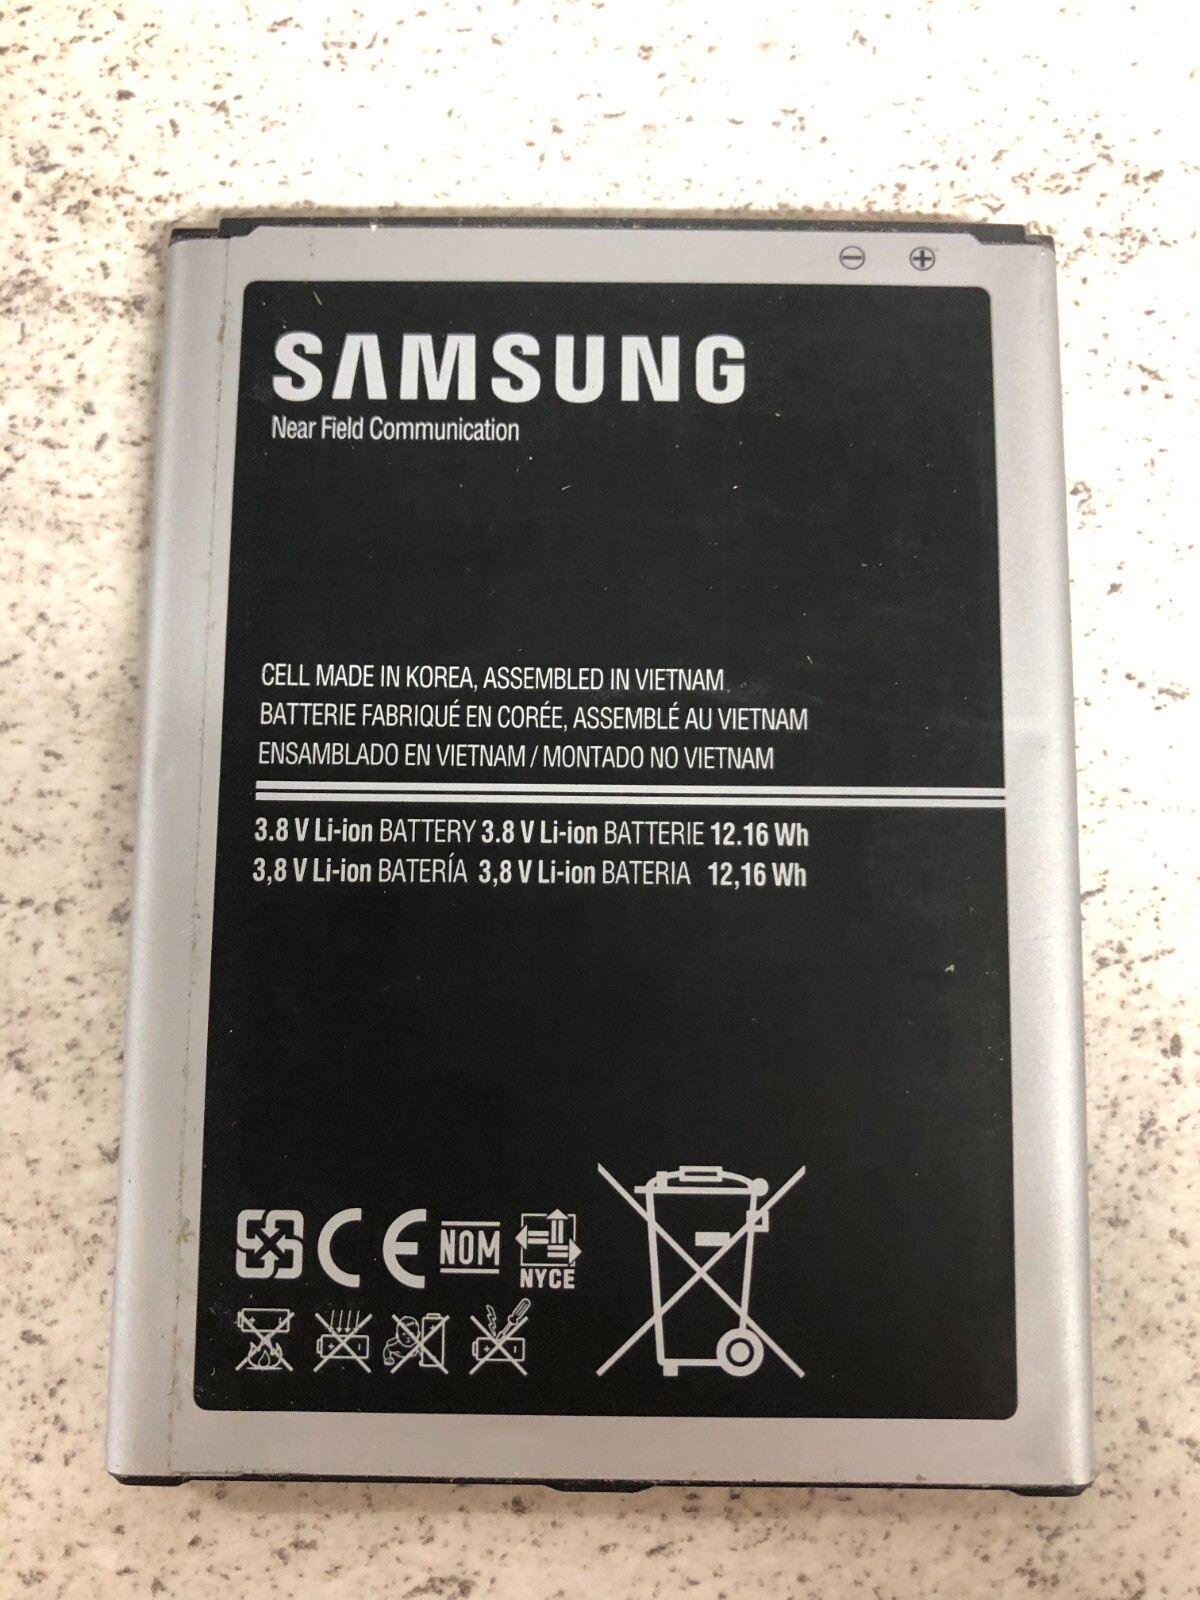 SAMSUNG
Near Field Communication
CELL MADE IN KOREA, ASSEMBLED IN VIETNAM
BATTERIE FABRIQUÉ EN CORÉE, ASSEMBLÉ AU VIETNAM
ENSAMBLADO EN VIETNAM / MONTADO NO VIETNAM
3.8 V Li-ion BATTERY 3.8 V Li-ion BATTERIE 12.16 Wh
3,8 V Li-ion BATERÍA 3,8 V Li-ion BATERIA 12,16 Wh
CE NOM NYCE